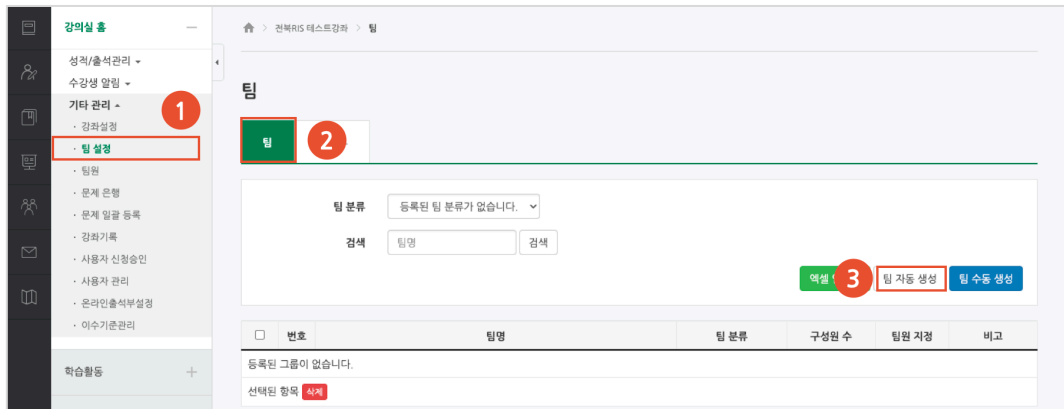 강의실 홈
성적/출석관리
수강생 알림
기타 관리
1
· 강좌설정
· 팀 설정
· 팀원
· 문제 은행
· 문제 일괄 등록
· 강좌기록
· 사용자 신청승인
· 사용자 관리
· 온라인출석부설정
· 이수기준관리
학습활동
> 전북RIS 테스트강좌 > 팀
팀
팀
2
팀 분류 등록된 팀 분류가 없습니다.
검색 팀명 검색
엑셀 3 팀 자동 생성 팀 수동 생성
번호 팀명 팀 분류 구성원 수 팀원 지정 비고
등록된 그룹이 없습니다.
선택된 항목 삭제